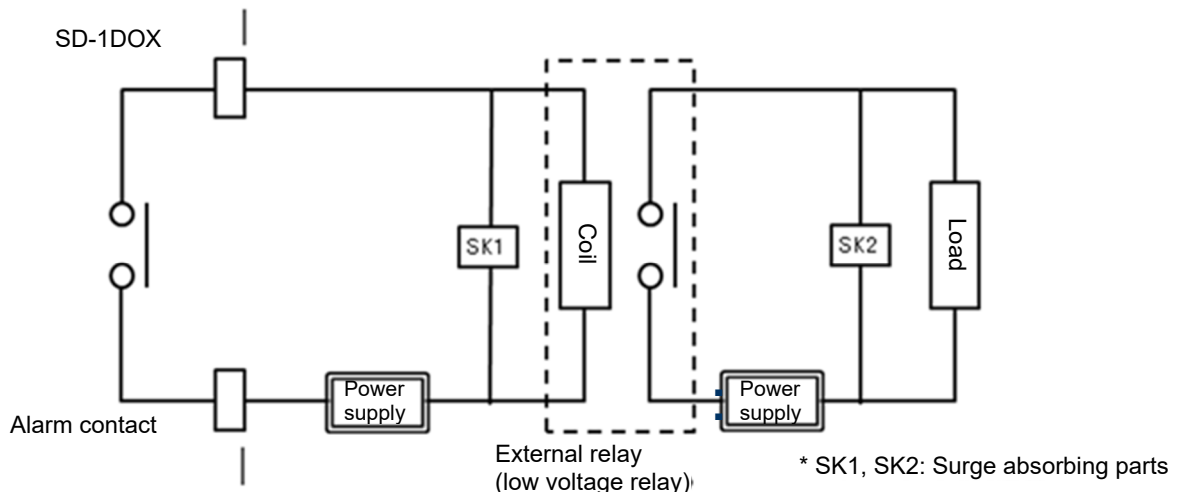 SD-1DOX
SK1
Coil
SK2
Load
Power
supply
Power
supply
Alarm contact
External relay
(low voltage relay)
* SK1, SK2: Surge absorbing parts